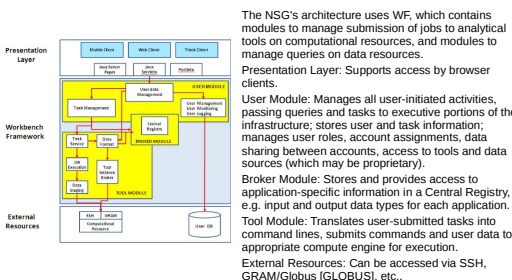 Presentation
Layer
Mobile Client
Web Client
Thick Client
Java Server
Pages
Java
Servlets
Portlets
Workbench
Framework
User data
Management
USER MODULE
Task Management
User Management
User Monitoring
User Logging
Central
Registry
BROKER MODULE
Task
Service
Data
Format
Job
Execution
Tool
Instance
Broker
Data
Staging
TOOL MODULE
External
Resources
SSH
GRAM
Computational
Resource
User DB
The NSG's architecture uses WF, which contains
modules to manage submission of jobs to analytical
tools on computational resources, and modules to
manage queries on data resources.
Presentation Layer: Supports access by browser
clients.
User Module: Manages all user-initiated activities,
passing queries and tasks to executive portions of the
infrastructure; stores user and task information;
manages user roles, account assignments, data
sharing between accounts, access to tools and data
sources (which may be proprietary).
Broker Module: Stores and provides access to
application-specific information in a Central Registry,
e.g. input and output data types for each application.
Tool Module: Translates user-submitted tasks into
command lines, submits commands and user data to
appropriate compute engine for execution.
External Resources: Can be accessed via SSH,
GRAM/Globus [GLOBUS], etc..